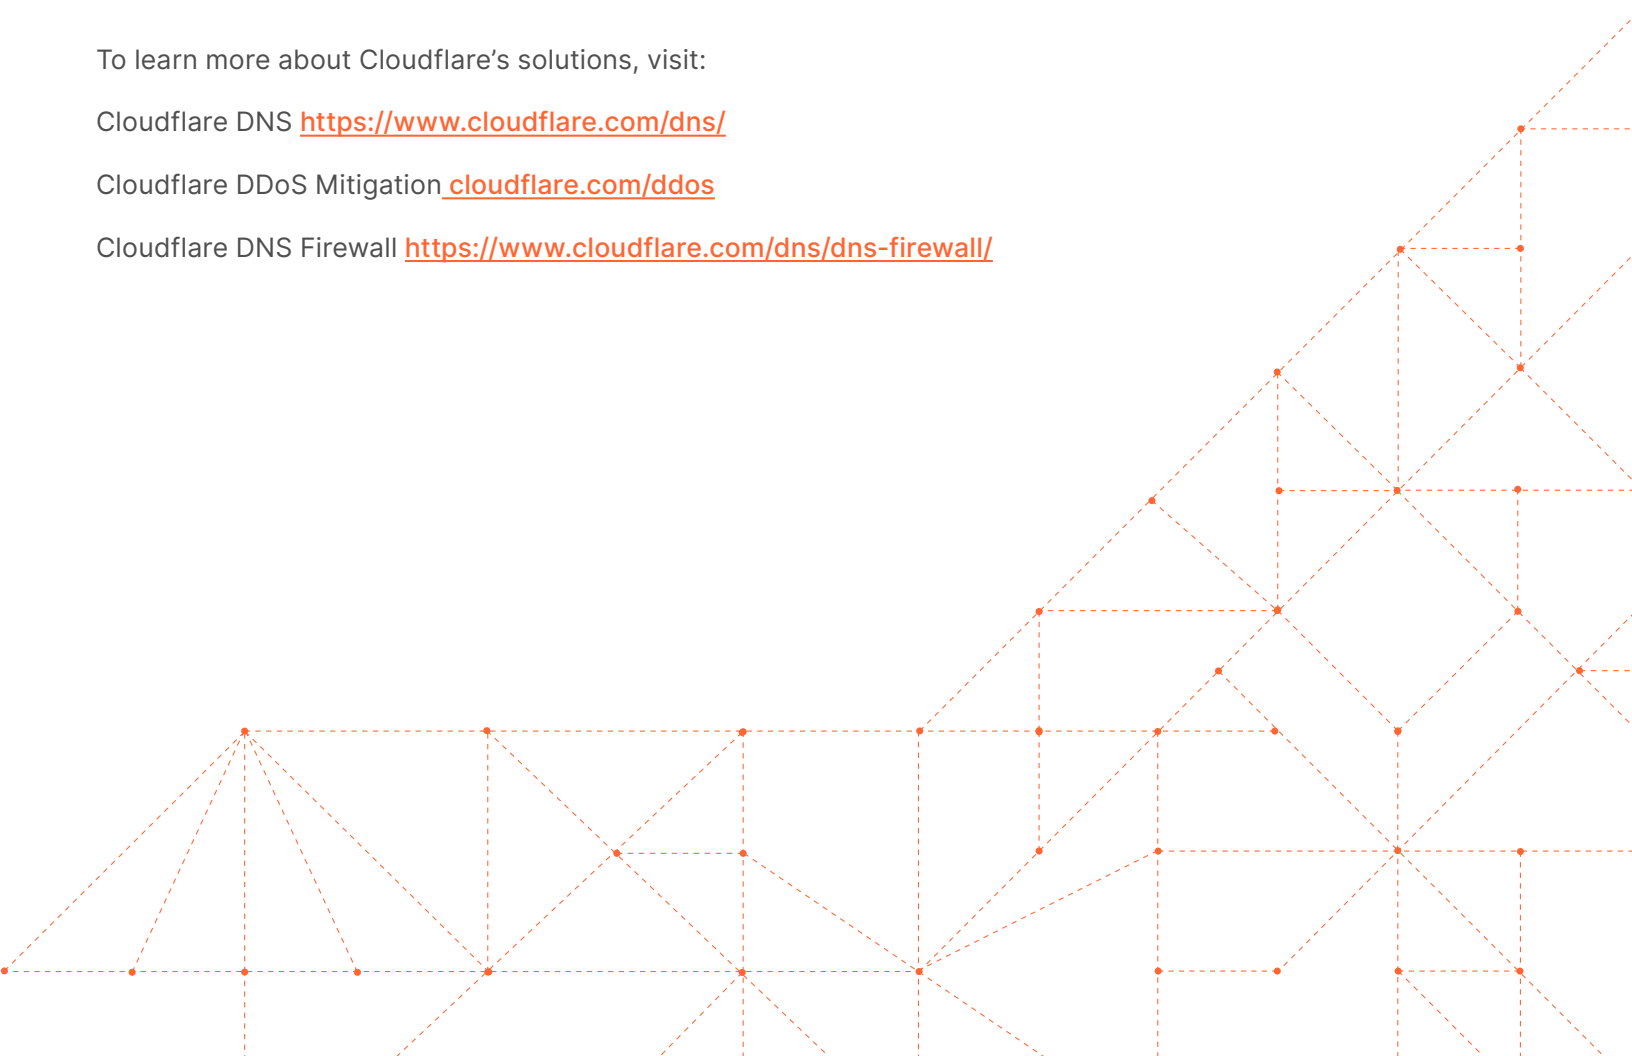 To learn more about Cloudflare’s solutions, visit:
Cloudflare DNS https://www.cloudflare.com/dns/
Cloudflare DDoS Mitigation cloudflare.com/ddos
Cloudflare DNS Firewall https://www.cloudflare.com/dns/dns-firewall/